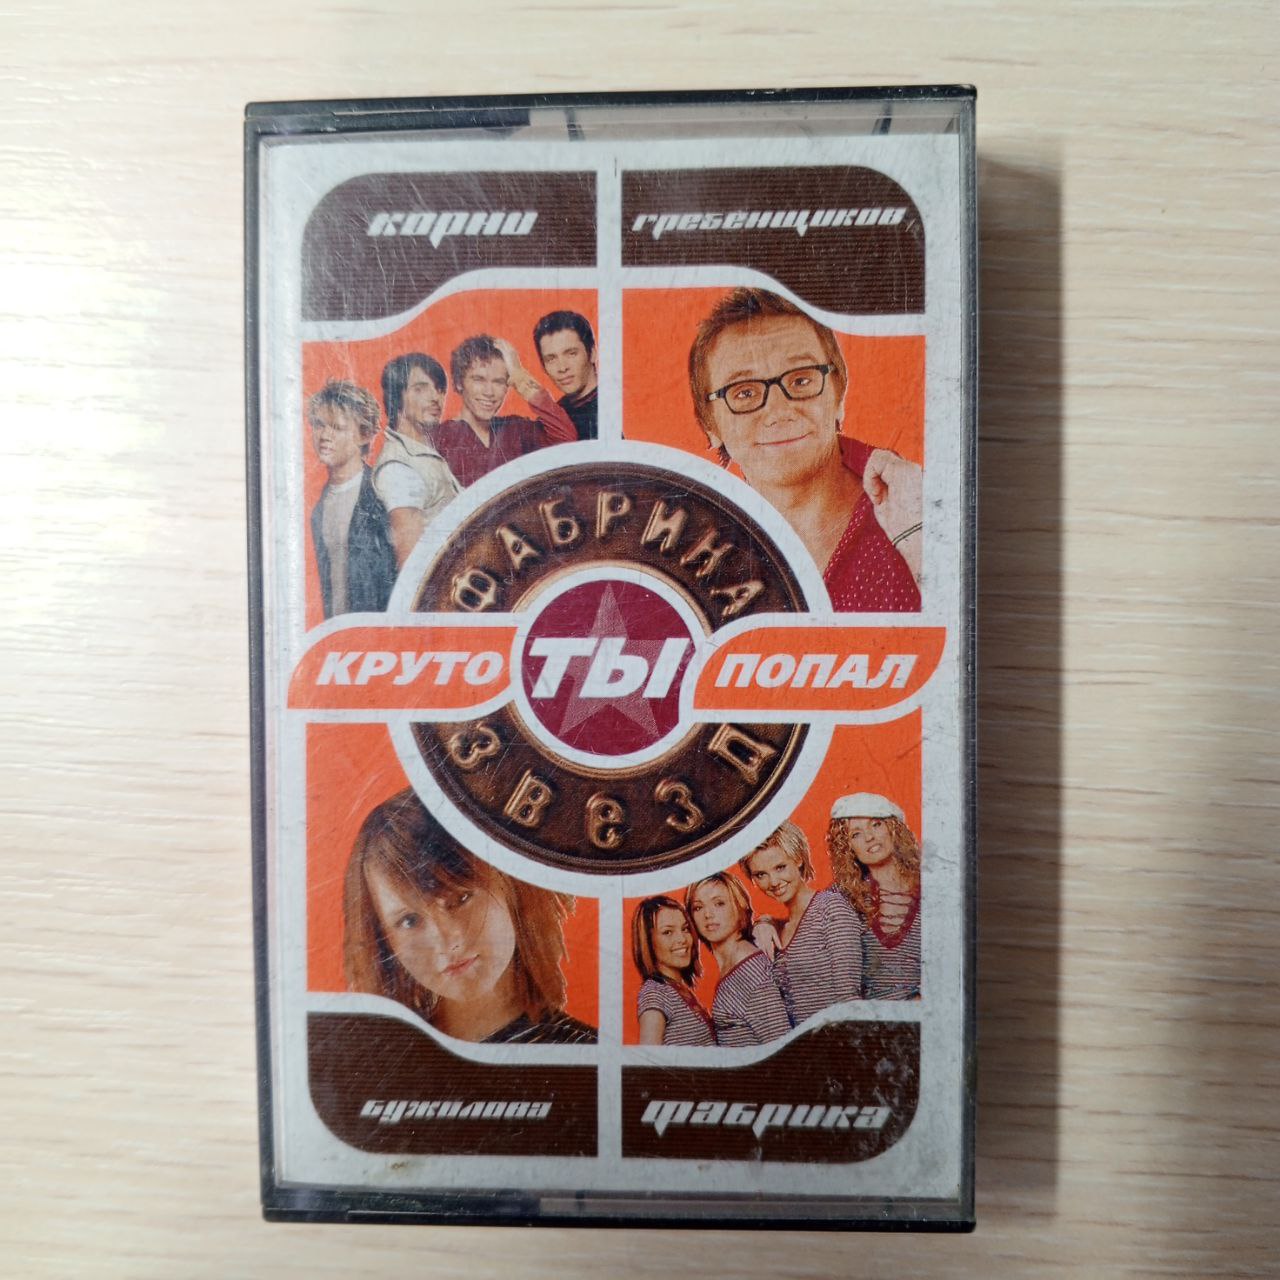 корни
гребенщиков
ФАБРИКА
КРУТО ТЫ ПОПАЛ
ЗВЕЗД
бужилова
фабрика